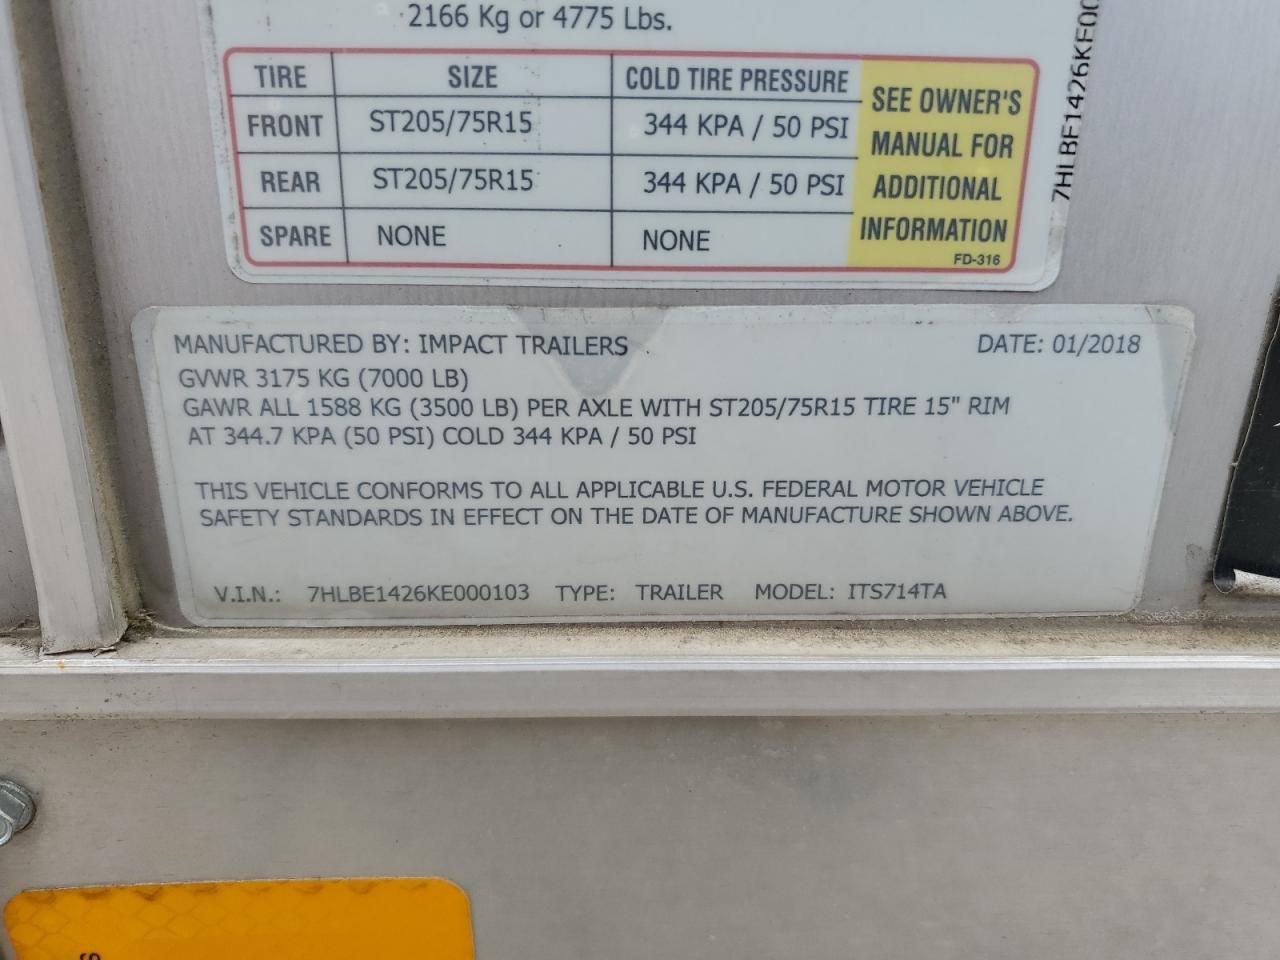 2166 Kg or 4775 Lbs.
TIRE SIZE COLD TIRE PRESSURE
FRONT ST205/75R15 344 KPA / 50 PSI
REAR ST205/75R15 344 KPA / 50 PSI
SPARE NONE NONE
SEE OWNER'S
MANUAL FOR
ADDITIONAL
INFORMATION
FD-316
7HLBE1426KE00
MANUFACTURED BY: IMPACT TRAILERS DATE: 01/2018
GVWR 3175 KG (7000 LB)
GAWR ALL 1588 KG (3500 LB) PER AXLE WITH ST205/75R15 TIRE 15" RIM
AT 344.7 KPA (50 PSI) COLD 344 KPA / 50 PSI
THIS VEHICLE CONFORMS TO ALL APPLICABLE U.S. FEDERAL MOTOR VEHICLE
SAFETY STANDARDS IN EFFECT ON THE DATE OF MANUFACTURE SHOWN ABOVE.
V.I.N.: 7HLBE1426KE000103 TYPE: TRAILER MODEL: ITS714TA